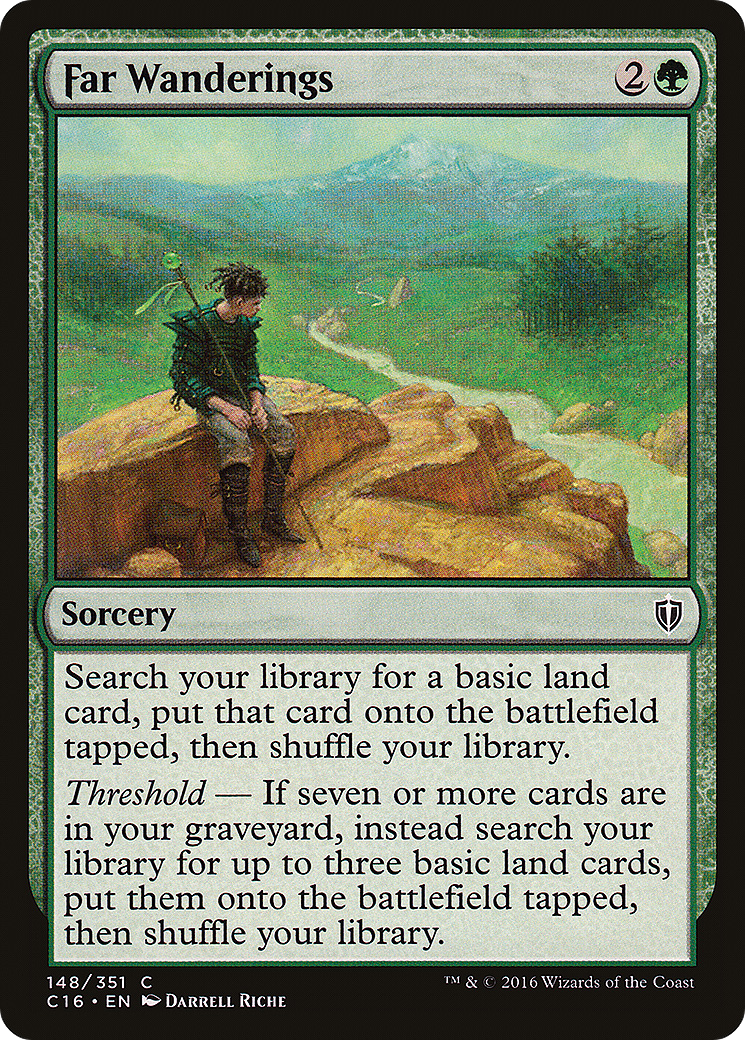 Far Wanderings 2
Sorcery
Search your library for a basic land
card, put that card onto the battlefield
tapped, then shuffle your library.
Threshold — If seven or more cards are
in your graveyard, instead search your
library for up to three basic land cards,
put them onto the battlefield tapped,
then shuffle your library.
148/351 C
™ & © 2016 Wizards of the Coast
C16 • EN Darrell Riche